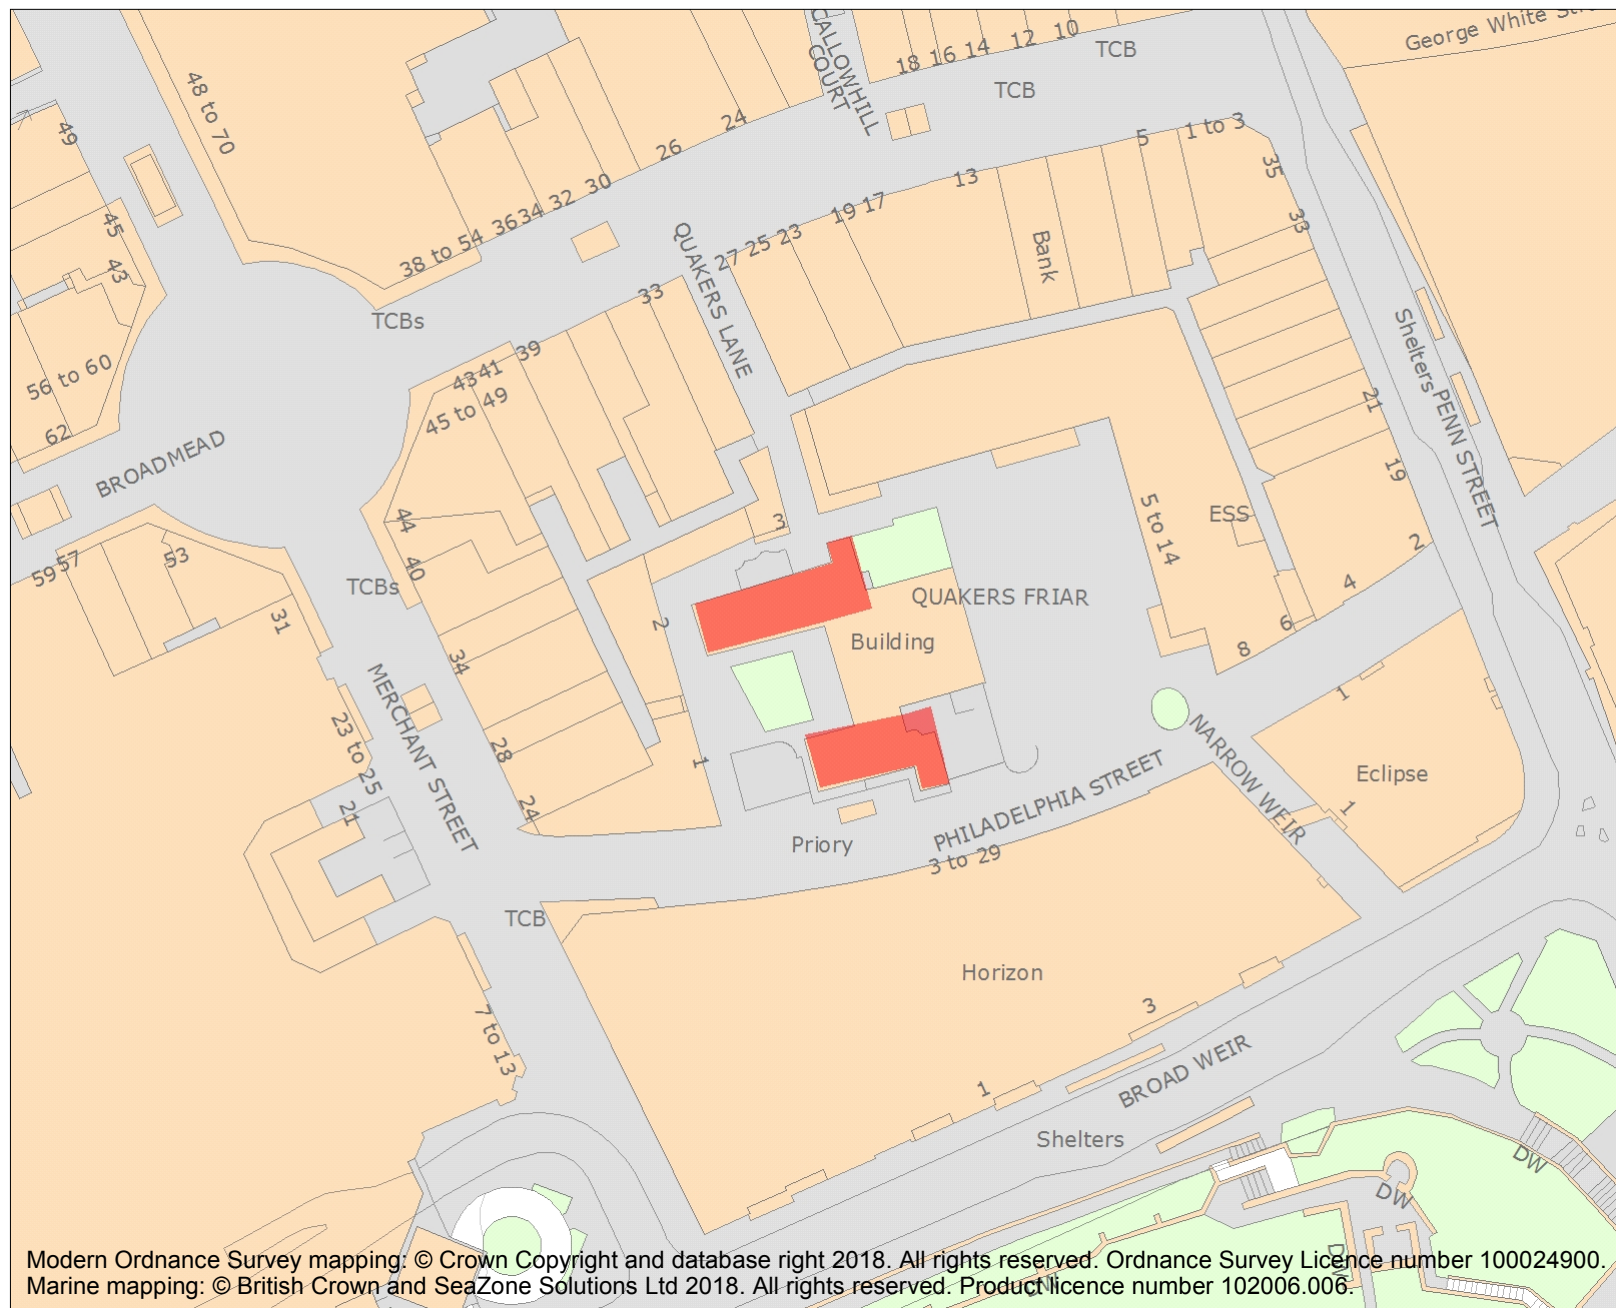 George White
CALLOWHILL
COURT
18 16 14 12 10
TCB
TCB
48 to 70
49
24
26
30
32
34
36
38 to 54
5
1 to 3
13
35
19 17
27 25 23
33
45
43
QUAKERS LANE
Bank
33
TCBs
39
41
43
45 to 49
56 to 60
62
BROADMEAD
Shelters
PENN STREET
21
19
44
40
3
5 to 14
ESS
2
4
6
8
59
57
53
TCBs
31
2
QUAKERS FRIAR
Building
34
MERCHANT STREET
23 to 25
21
28
24
1
1
NARROW WEIR
Eclipse
1
PHILADELPHIA STREET
3 to 29
Priory
TCB
Horizon
7 to 13
3
1
BROAD WEIR
Shelters
DW
DW
DW
Modern Ordnance Survey mapping: © Crown Copyright and database right 2018. All rights reserved. Ordnance Survey Licence number 100024900.
Marine mapping: © British Crown and SeaZone Solutions Ltd 2018. All rights reserved. Product licence number 102006.006.